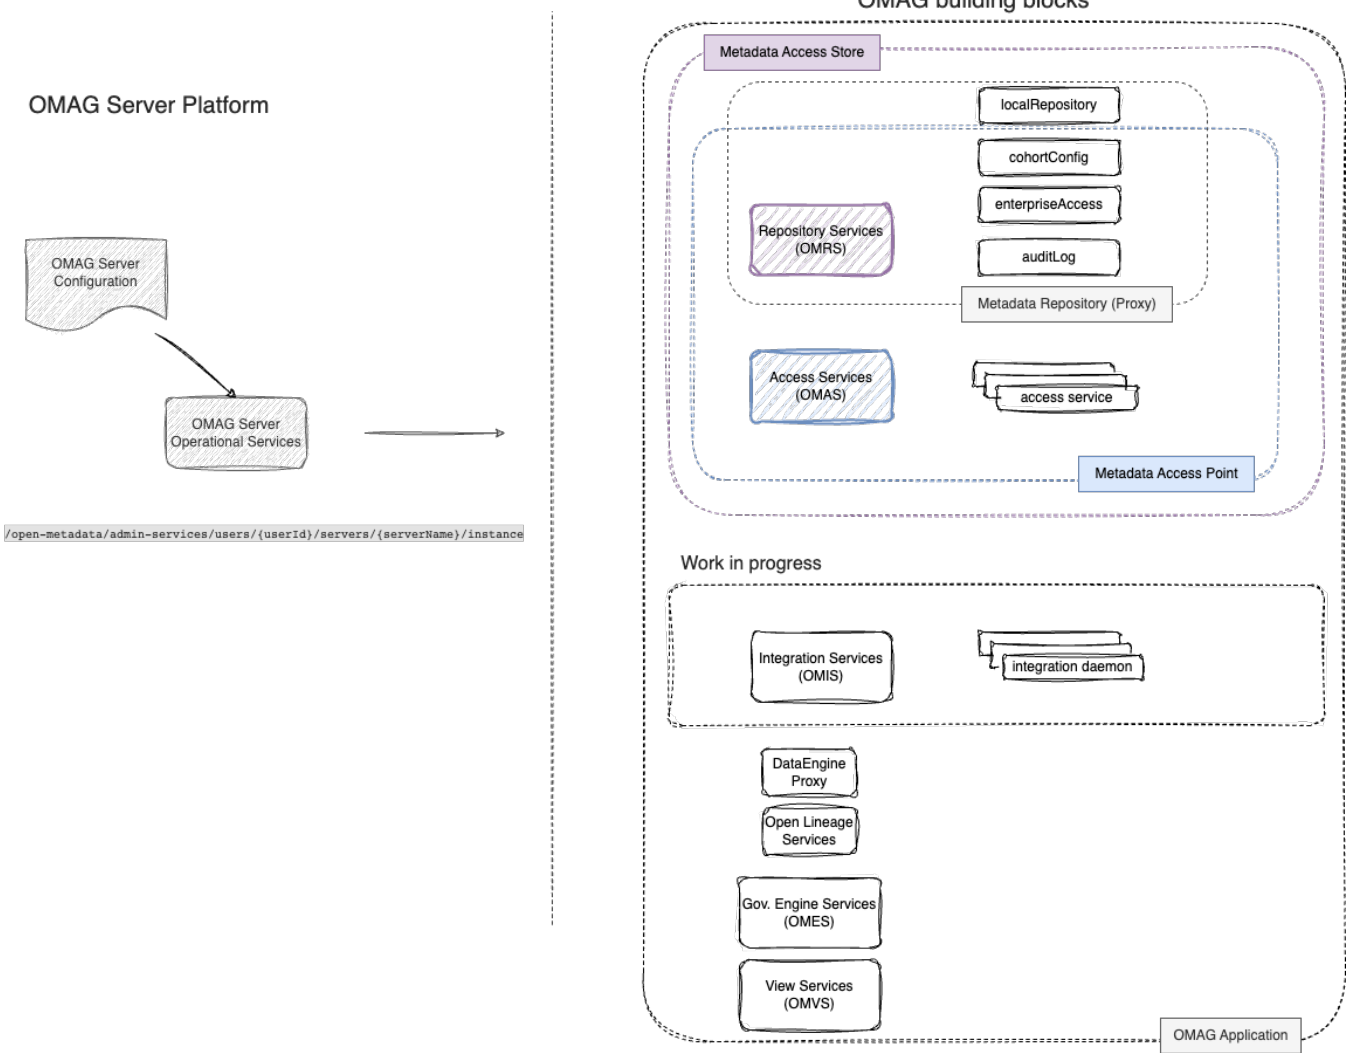 OMAG building blocks
OMAG Server Platform
OMAG Server
Configuration
OMAG Server
Operational Services
/open-metadata/admin-services/users/{userId}/servers/{serverName}/instance
Metadata Access Store
localRepository
cohortConfig
enterpriseAccess
Repository Services
(OMRS)
auditLog
Metadata Repository (Proxy)
Access Services
(OMAS)
access service
Metadata Access Point
Work in progress
Integration Services
(OMIS)
integration daemon
DataEngine
Proxy
Open Lineage
Services
Gov. Engine Services
(OMES)
View Services
(OMVS)
OMAG Application